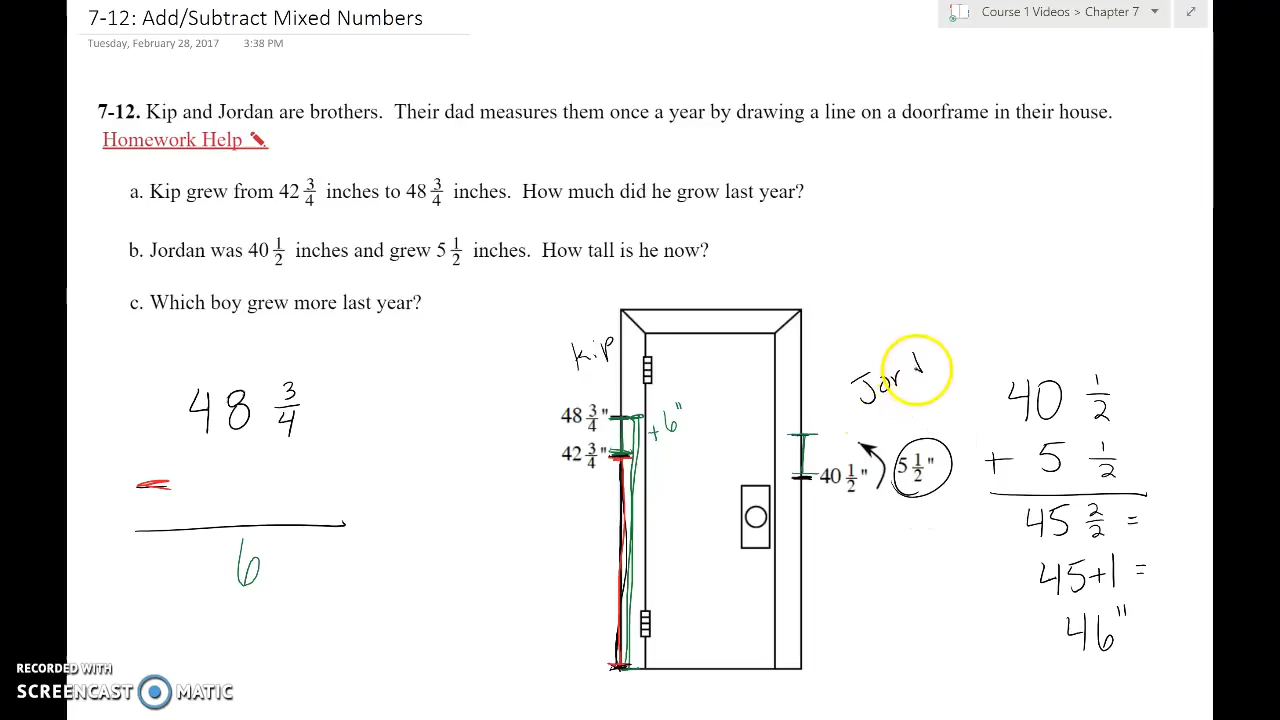 7-12: Add/Subtract Mixed Numbers
Course 1 Videos > Chapter 7
Tuesday, February 28, 2017 3:38 PM
7-12. Kip and Jordan are brothers. Their dad measures them once a year by drawing a line on a doorframe in their house.
Homework Help
a. Kip grew from 42 3/4 inches to 48 3/4 inches. How much did he grow last year?
b. Jordan was 40 1/2 inches and grew 5 1/2 inches. How tall is he now?
c. Which boy grew more last year?
Kip
Jor
48 3/4
48 3/4"
+6"
42 3/4"
40 1/2"
5 1/2"
6
40 1/2
+ 5 1/2
45 2/2 =
45+1 =
46"
RECORDED WITH
SCREENCAST MATIC